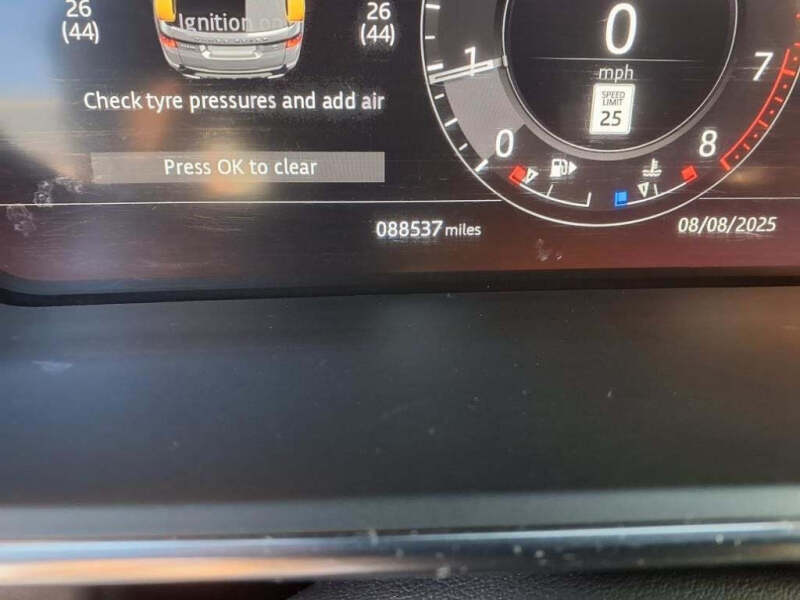 26
(44)
Ignition on
26
(44)
Check tyre pressures and add air
Press OK to clear
0
mph
SPEED
LIMIT
25
1
0
7
8
088537 miles
08/08/2025